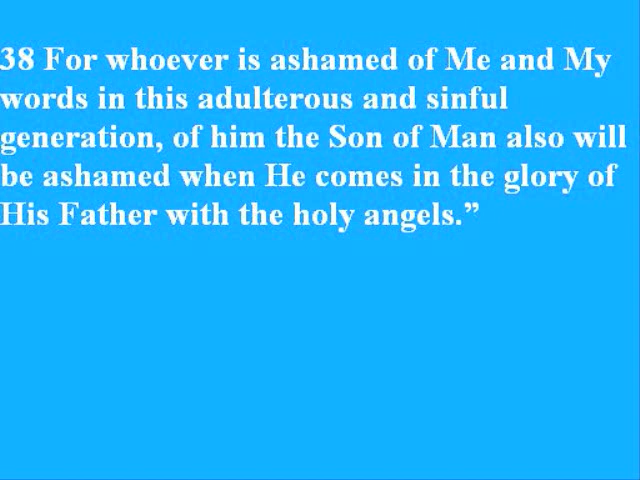 38 For whoever is ashamed of Me and My
words in this adulterous and sinful
generation, of him the Son of Man also will
be ashamed when He comes in the glory of
His Father with the holy angels.”